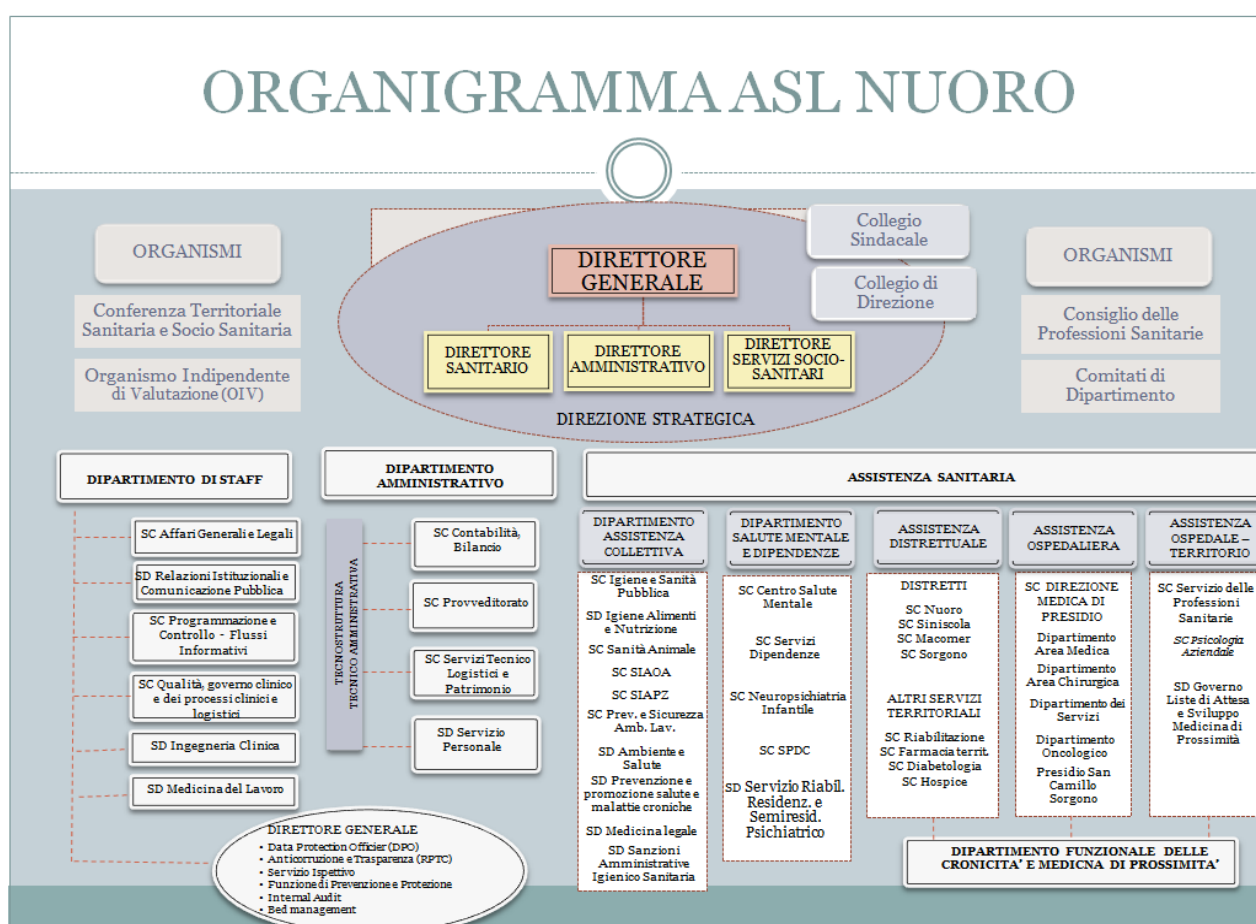 ORGANIGRAMMA ASL NUORO
ORGANISMI
Conferenza Territoriale
Sanitaria e Socio Sanitaria
Organismo Indipendente
di Valutazione (OIV)
DIRETTORE
GENERALE
DIRETTORE
SANITARIO
DIRETTORE
AMMINISTRATIVO
DIRETTORE
SERVIZI SOCIO-
SANITARI
DIREZIONE STRATEGICA
Collegio
Sindacale
Collegio di
Direzione
ORGANISMI
Consiglio delle
Professioni Sanitarie
Comitati di
Dipartimento
DIPARTIMENTO DI STAFF
SC Affari Generali e Legali
SD Relazioni Istituzionali e
Comunicazione Pubblica
SC Programmazione e
Controllo - Flussi
Informativi
SC Qualità, governo clinico
e dei processi clinici e
logistici
SD Ingegneria Clinica
SD Medicina del Lavoro
DIRETTORE GENERALE
• Data Protection Officier (DPO)
• Anticorruzione e Trasparenza (RPTC)
• Servizio Ispettivo
• Funzione di Prevenzione e Protezione
• Internal Audit
• Bed management
DIPARTIMENTO
AMMINISTRATIVO
TECNOSTRUTTURA
TECNICO AMMINISTRATIVA
SC Contabilità,
Bilancio
SC Provveditorato
SC Servizi Tecnico
Logistici e
Patrimonio
SD Servizio
Personale
ASSISTENZA SANITARIA
DIPARTIMENTO
ASSISTENZA
COLLETTIVA
SC Igiene e Sanità
Pubblica
SD Igiene Alimenti
e Nutrizione
SC Sanità Animale
SC SIAOA
SC SIAPZ
SC Prev. e Sicurezza
Amb. Lav.
SD Ambiente e
Salute
SD Prevenzione e
promozione salute e
malattie croniche
SD Medicina legale
SD Sanzioni
Amministrative
Igienico Sanitaria
DIPARTIMENTO
SALUTE MENTALE
E DIPENDENZE
SC Centro Salute
Mentale
SC Servizi
Dipendenze
SC Neuropsichiatria
Infantile
SC SPDC
SD Servizio Riabil.
Residenz. e
Semiresid.
Psichiatrico
ASSISTENZA
DISTRETTUALE
DISTRETTI
SC Nuoro
SC Siniscola
SC Macomer
SC Sorgono
ALTRI SERVIZI
TERRITORIALI
SC Riabilitazione
SC Farmacia territ.
SC Diabetologia
SC Hospice
ASSISTENZA
OSPEDALIERA
SC DIREZIONE
MEDICA DI
PRESIDIO
Dipartimento
Area Medica
Dipartimento
Area Chirurgica
Dipartimento dei
Servizi
Dipartimento
Oncologico
Presidio San
Camillo
Sorgono
ASSISTENZA
OSPEDALE –
TERRITORIO
SC Servizio delle
Professioni
Sanitarie
SC Psicologia
Aziendale
SD Governo
Liste di Attesa
e Sviluppo
Medicina di
Prossimità
DIPARTIMENTO FUNZIONALE DELLE
CRONICITA' E MEDICNA DI PROSSIMITA'